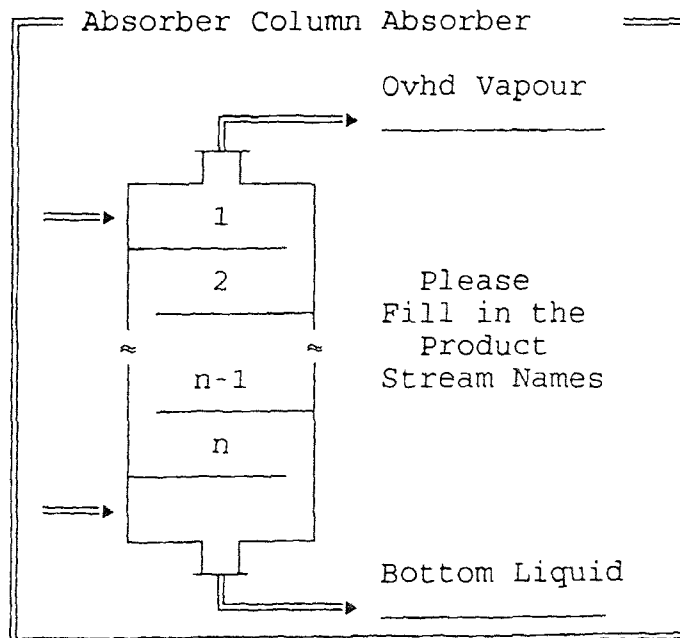 Absorber Column Absorber
Ovhd Vapour
1
2
Please
Fill in the
Product
Stream Names
n-1
n
Bottom Liquid